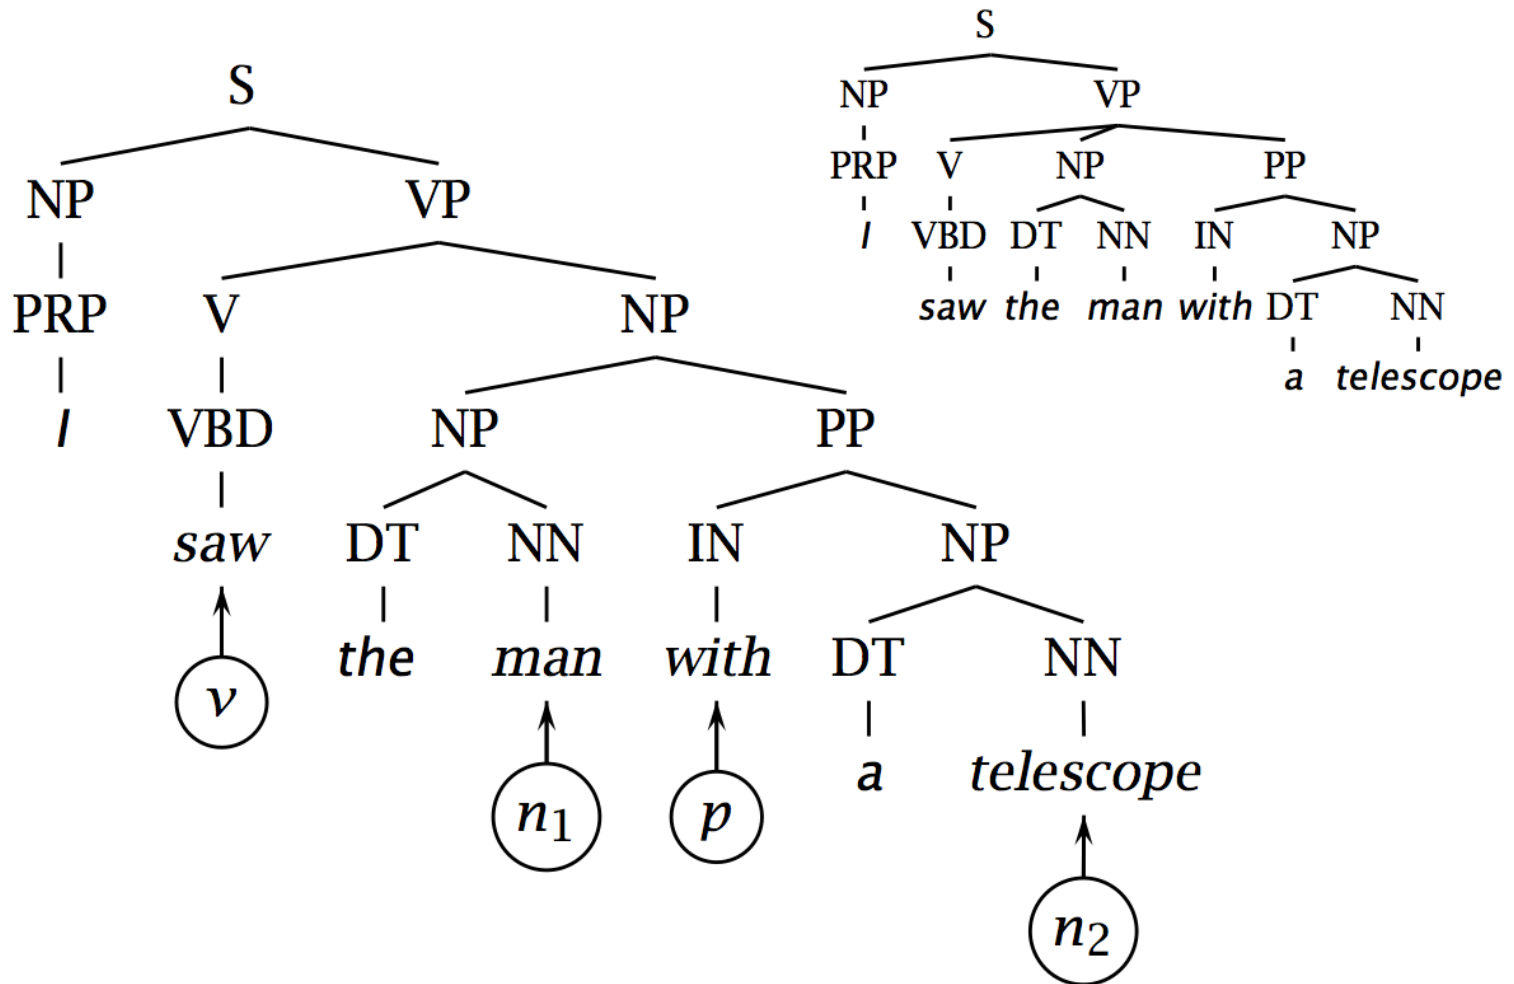 S
NP VP
PRP V NP
I VBD NP PP
saw DT NN IN NP
v the man with DT NN
n1 p a telescope
n2
S
NP VP
PRP V NP PP
I VBD DT NN IN NP
saw the man with DT NN
a telescope